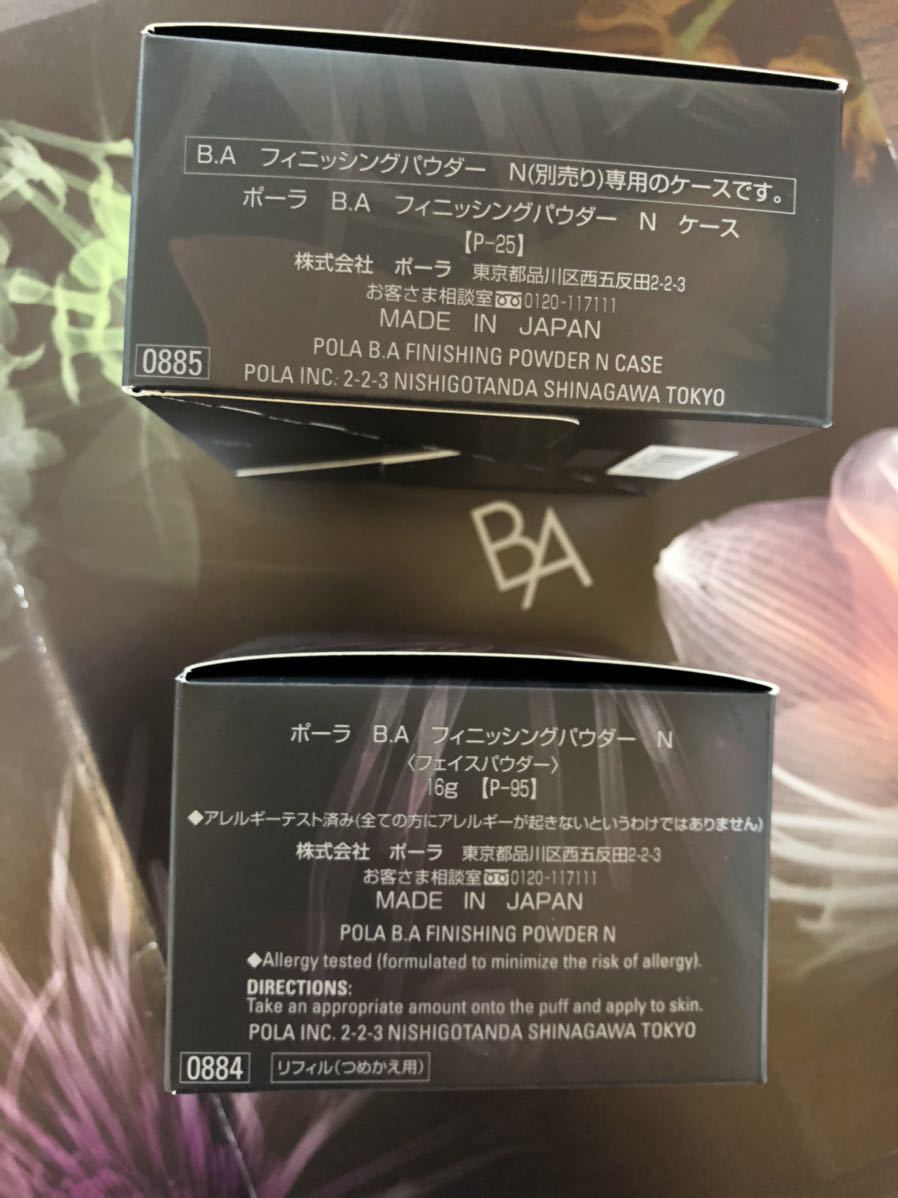 B.A フィニッシングパウダー N(別売り)専用のケースです。
ポーラ B.A フィニッシングパウダー N ケース
【P-25】
株式会社 ポーラ 東京都品川区西五反田2-2-3
お客さま相談室 0120-117111
MADE IN JAPAN
POLA B.A FINISHING POWDER N CASE
0885
POLA INC. 2-2-3 NISHIGOTANDA SHINAGAWA TOKYO
BA
ポーラ B.A フィニッシングパウダー N
〈フェイスパウダー〉
16g 【P-95】
◆アレルギーテスト済み(全ての方にアレルギーが起きないというわけではありません)
株式会社 ポーラ 東京都品川区西五反田2-2-3
お客さま相談室 0120-117111
MADE IN JAPAN
POLA B.A FINISHING POWDER N
◆Allergy tested (formulated to minimize the risk of allergy).
DIRECTIONS:
Take an appropriate amount onto the puff and apply to skin.
POLA INC. 2-2-3 NISHIGOTANDA SHINAGAWA TOKYO
0884 リフィル(つめかえ用)